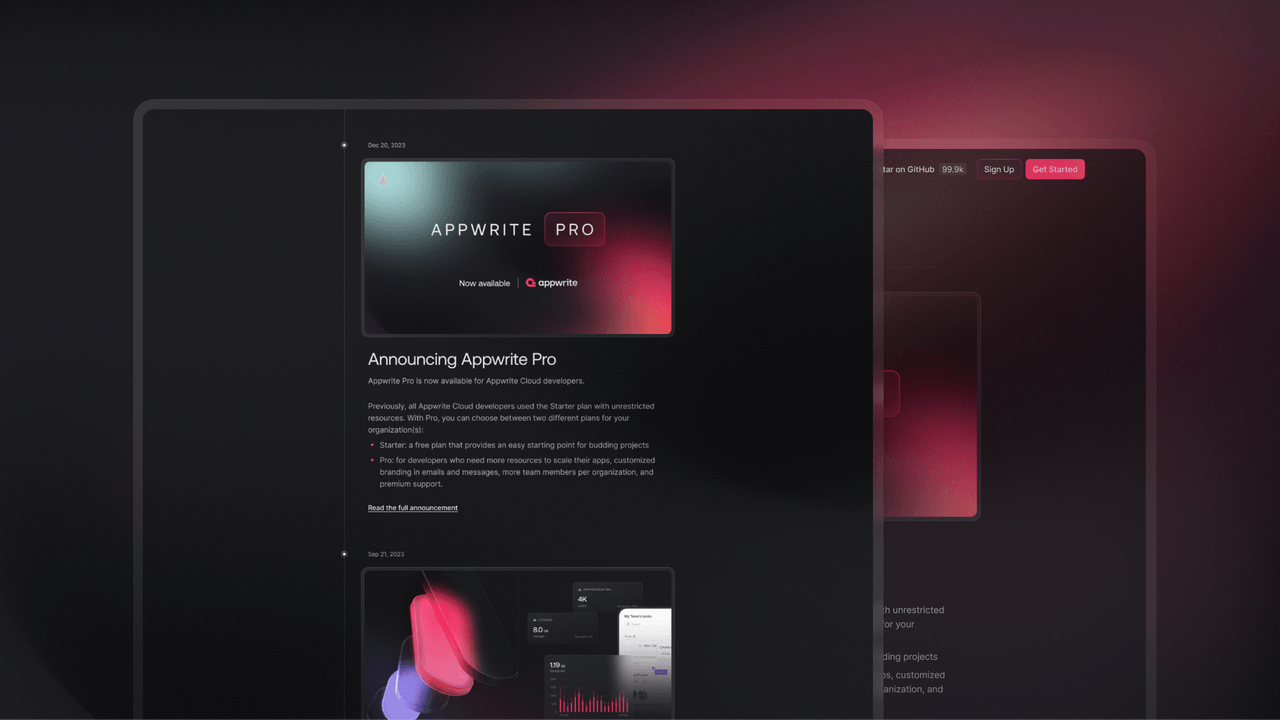 Dec 20, 2023
APPWRITE PRO
Now available
appwrite
Announcing Appwrite Pro
Appwrite Pro is now available for Appwrite Cloud developers.
Previously, all Appwrite Cloud developers used the Starter plan with unrestricted
resources. With Pro, you can choose between two different plans for your
organization(s):
• Starter: a free plan that provides an easy starting point for budding projects
• Pro: for developers who need more resources to scale their apps, customized
branding in emails and messages, more team members per organization, and
premium support.
Read the full announcement
Sep 21, 2023
4K
8.0
My Team's tasks
1.19
tar on GitHub 99.9k Sign Up Get Started
th unrestricted
for your
ding projects
ps, customized
anization, and